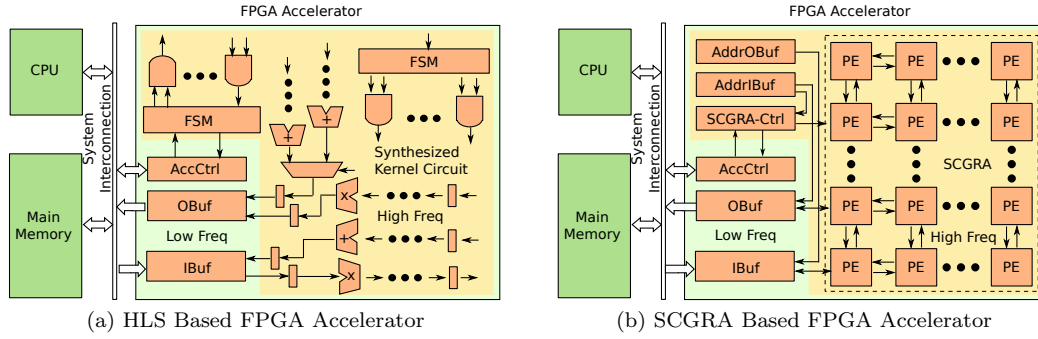 FPGA Accelerator
CPU
Main
Memory
System
Interconnection
FSM
FSM
AccCtrl
OBuf
Low Freq
IBuf
+
+
Synthesized
Kernel Circuit
x
High Freq
+
x
(a) HLS Based FPGA Accelerator
FPGA Accelerator
CPU
Main
Memory
System
Interconnection
AddrOBuf
AddrIBuf
SCGRA-Ctrl
AccCtrl
OBuf
Low Freq
IBuf
PE PE PE
PE PE PE
SCGRA
PE PE PE
High Freq
PE PE PE
(b) SCGRA Based FPGA Accelerator